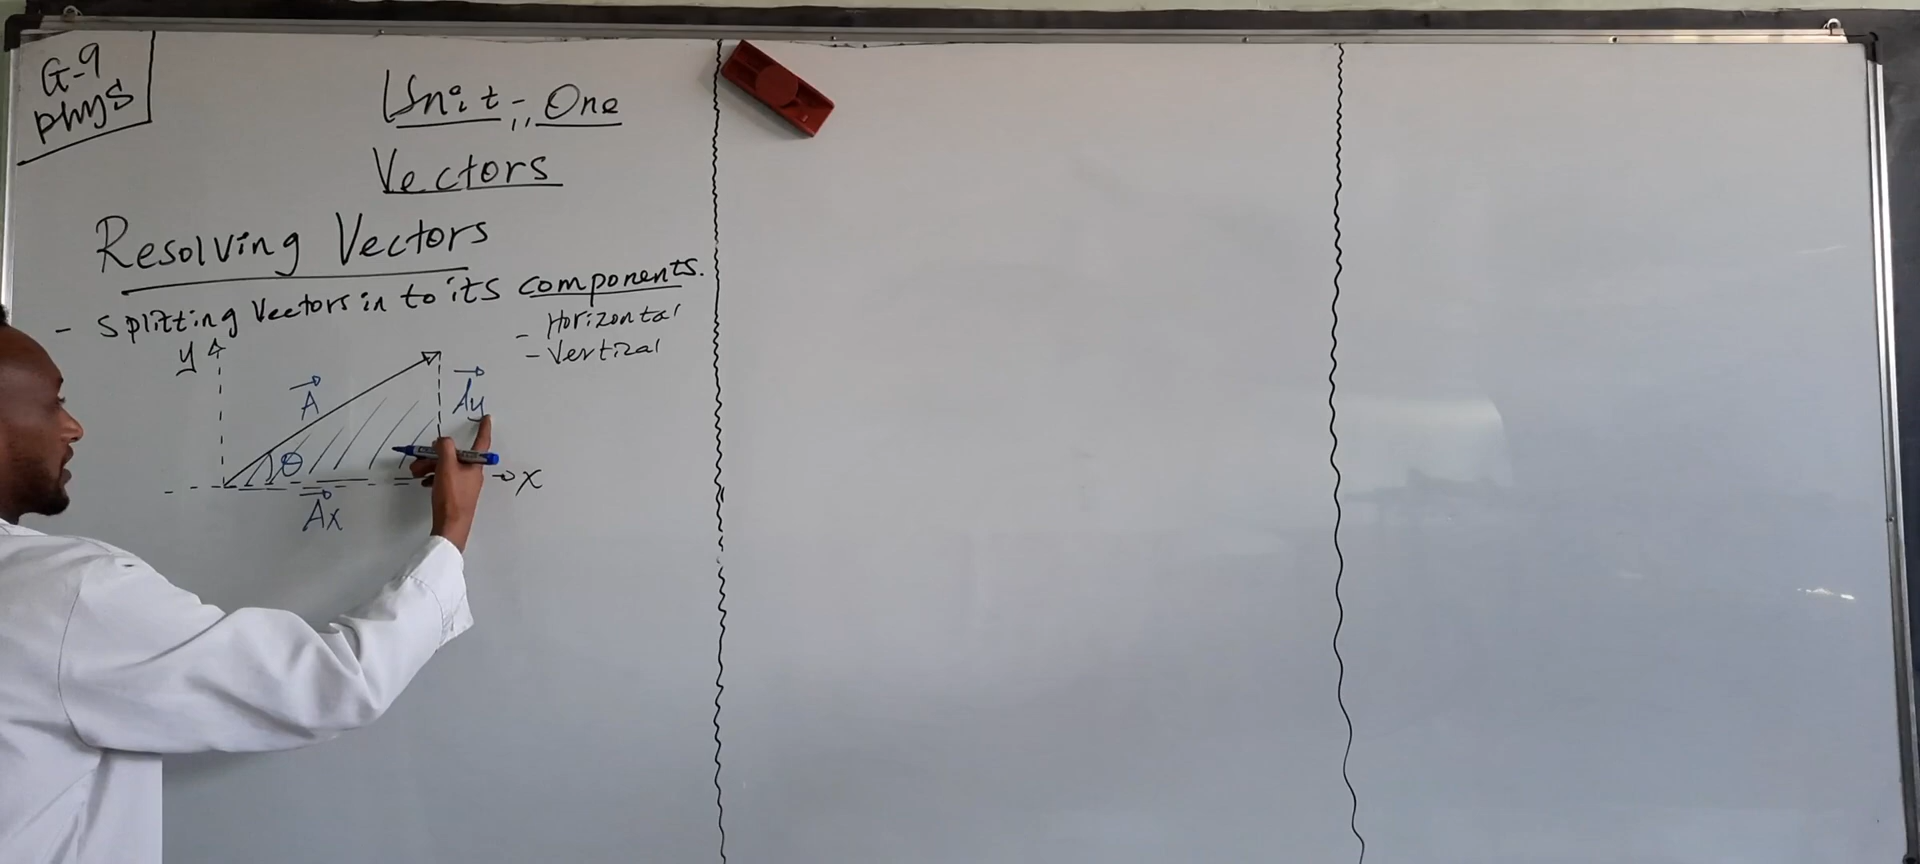 G-9
phys
Unit:, One
Vectors
Resolving Vectors
- Splitting Vectors in to its components.
- Horizontal
- Vertical
y
A
Ay
θ
x
Ax